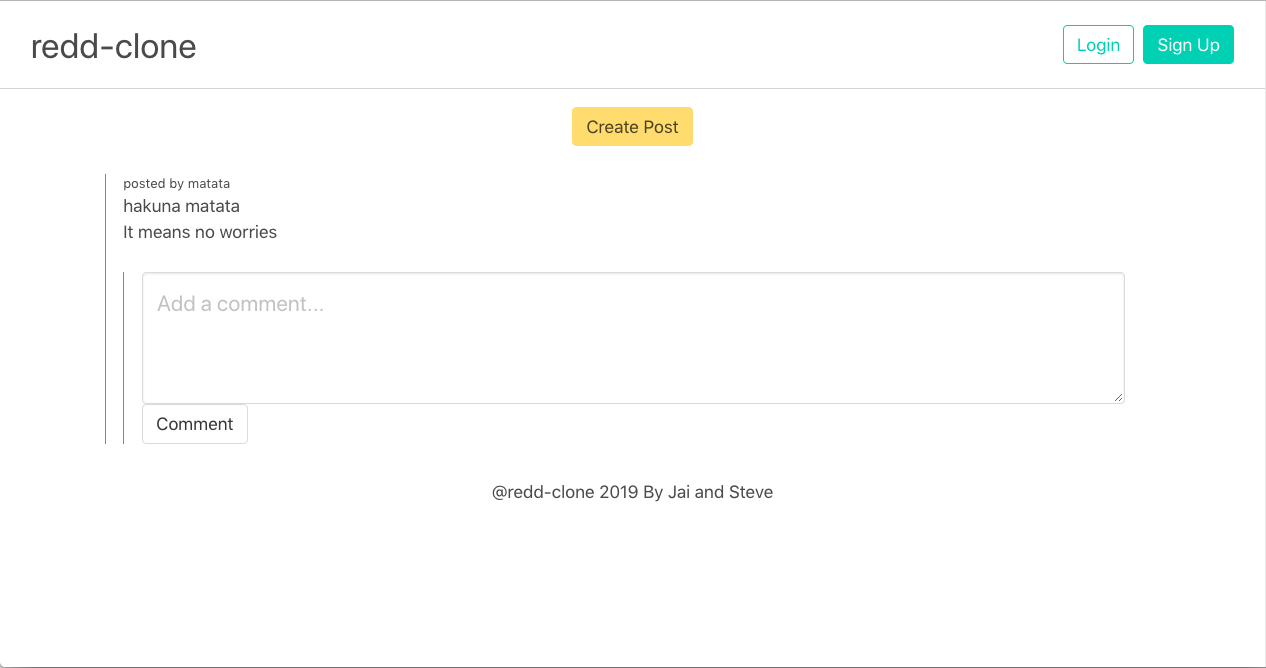 redd-clone
Login
Sign Up
Create Post
posted by matata
hakuna matata
It means no worries
Add a comment...
Comment
@redd-clone 2019 By Jai and Steve